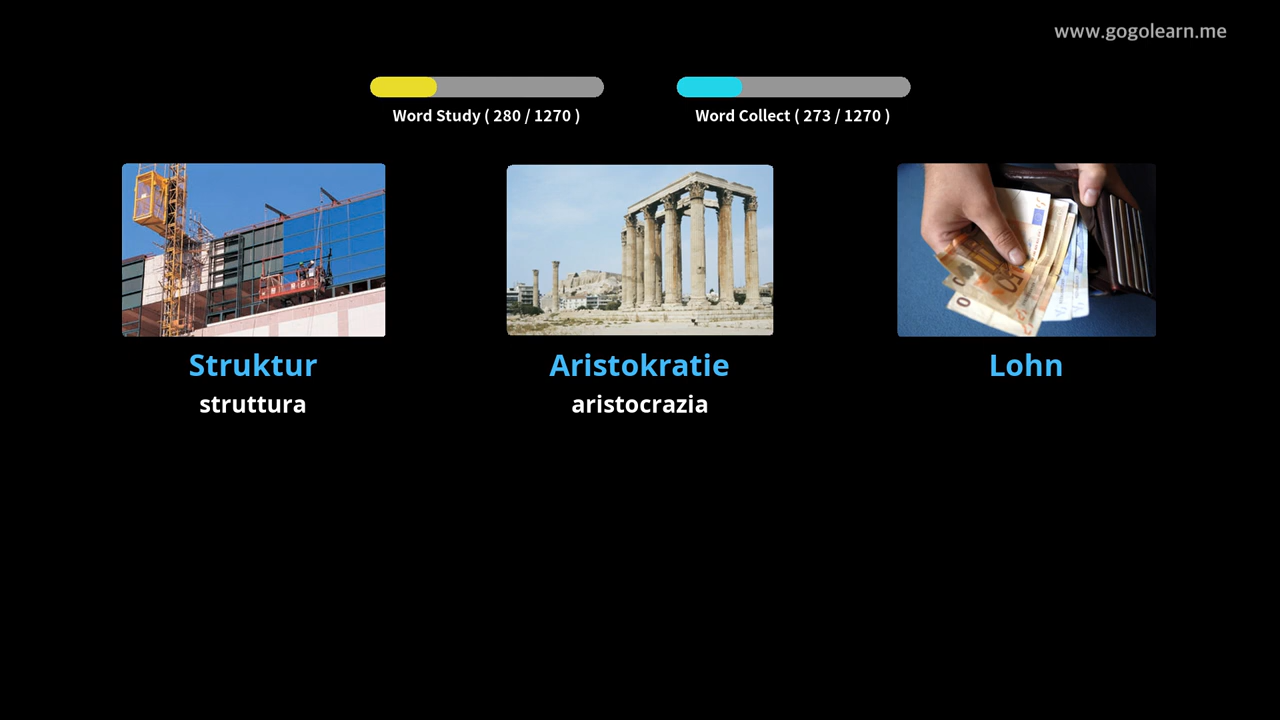 www.gogolearn.me
Word Study ( 280 / 1270 )
Word Collect ( 273 / 1270 )
Struktur
struttura
Aristokratie
aristocrazia
Lohn